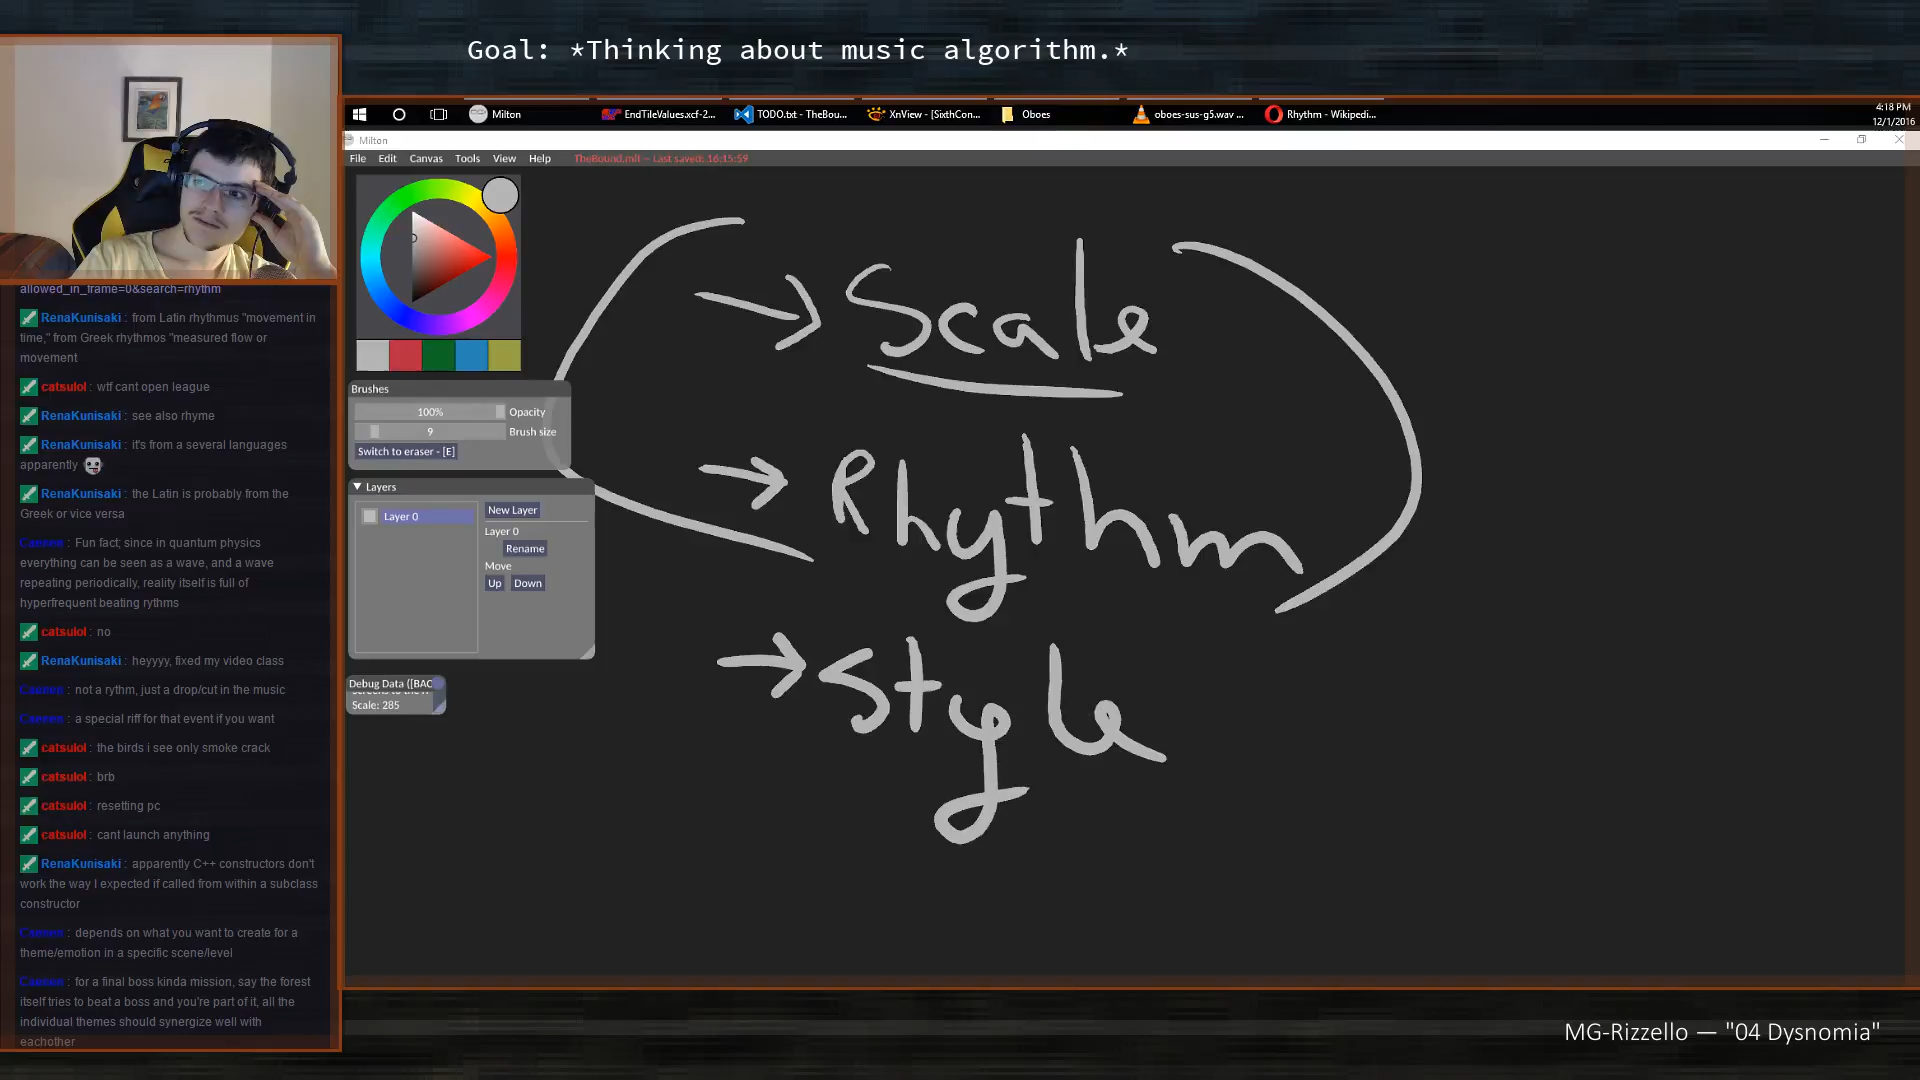 Goal: *Thinking about music algorithm.*
Milton
EndTileValues.xcf-2...
TODO.txt - TheBou...
XnView - [SixthCon...
Oboes
oboes-sus-g5.wav ...
Rhythm - Wikipedi...
4:18 PM
12/1/2016
Milton
File Edit Canvas Tools View Help TheBound.mlt -- Last saved: 16:15:59
Brushes
100% Opacity
9 Brush size
Switch to eraser - [E]
Layers
Layer 0
New Layer
Layer 0
Rename
Move
Up Down
Debug Data ([BAC
Scale: 285
→ Scale
→ Rhythm
→ Style
allowed_in_frame=0&search=rhythm
RenaKunisaki: from Latin rhythmus "movement in
time," from Greek rhythmos "measured flow or
movement
catsulol: wtf cant open league
RenaKunisaki: see also rhyme
RenaKunisaki: it's from a several languages
apparently
RenaKunisaki: the Latin is probably from the
Greek or vice versa
: Fun fact; since in quantum physics
everything can be seen as a wave, and a wave
repeating periodically, reality itself is full of
hyperfrequent beating rythms
catsulol: no
RenaKunisaki: heyyyy, fixed my video class
: not a rythm, just a drop/cut in the music
: a special riff for that event if you want
catsulol: the birds i see only smoke crack
catsulol: brb
catsulol: resetting pc
catsulol: cant launch anything
RenaKunisaki: apparently C++ constructors don't
work the way I expected if called from within a subclass
constructor
: depends on what you want to create for a
theme/emotion in a specific scene/level
: for a final boss kinda mission, say the forest
itself tries to beat a boss and you're part of it, all the
individual themes should synergize well with
eachother
MG-Rizzello — "04 Dysnomia"